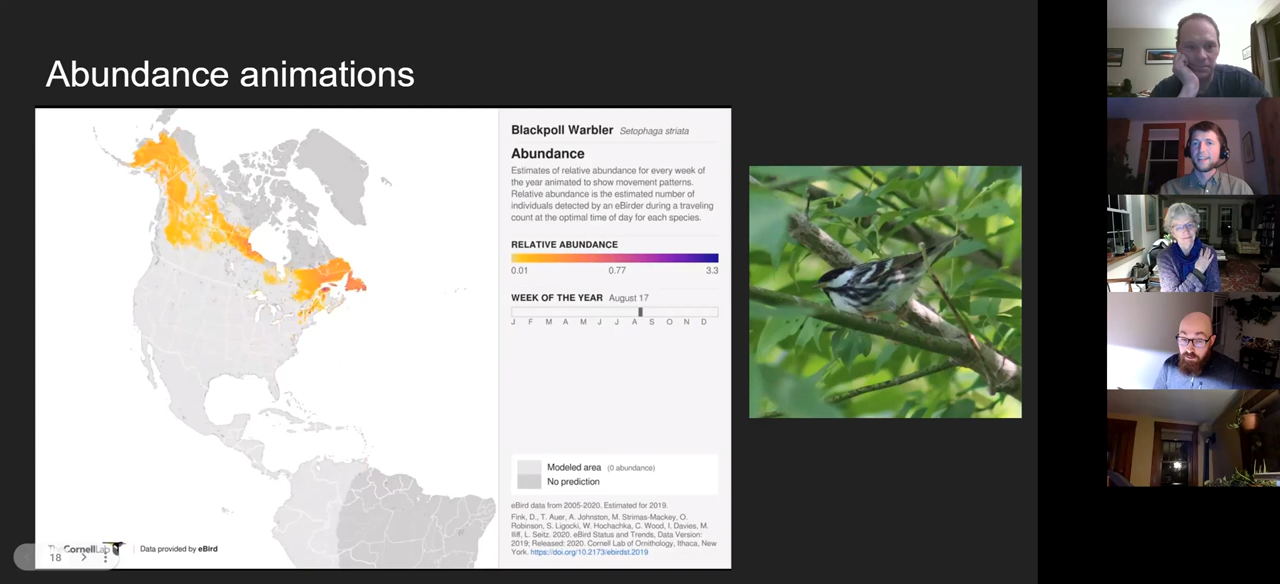 Abundance animations
Blackpoll Warbler Setophaga striata
Abundance
Estimates of relative abundance for every week of
the year animated to show movement patterns.
Relative abundance is the estimated number of
individuals detected by an eBirder during a traveling
count at the optimal time of day for each species.
RELATIVE ABUNDANCE
0.01 0.77 3.3
WEEK OF THE YEAR August 17
J F M A M J J A S O N D
Modeled area (0 abundance)
No prediction
eBird data from 2005-2020. Estimated for 2019.
Fink, D., T. Auer, A. Johnston, M. Strimas-Mackey, O.
Robinson, S. Ligocki, W. Hochachka, C. Wood, I. Davies, M.
Iliff, L. Seitz. 2020. eBird Status and Trends, Data Version:
2019; Released: 2020. Cornell Lab of Ornithology, Ithaca, New
York. https://doi.org/10.2173/ebirdst.2019
CornellLab Data provided by eBird
18